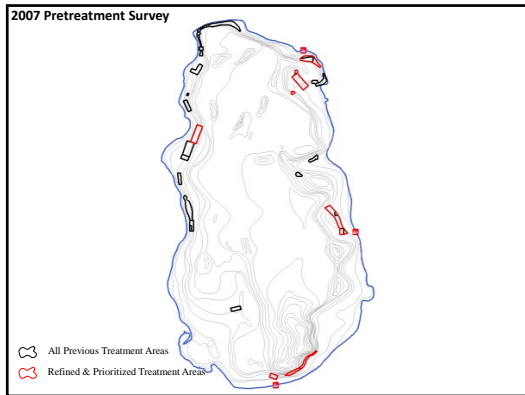 2007 Pretreatment Survey
All Previous Treatment Areas
Refined & Prioritized Treatment Areas